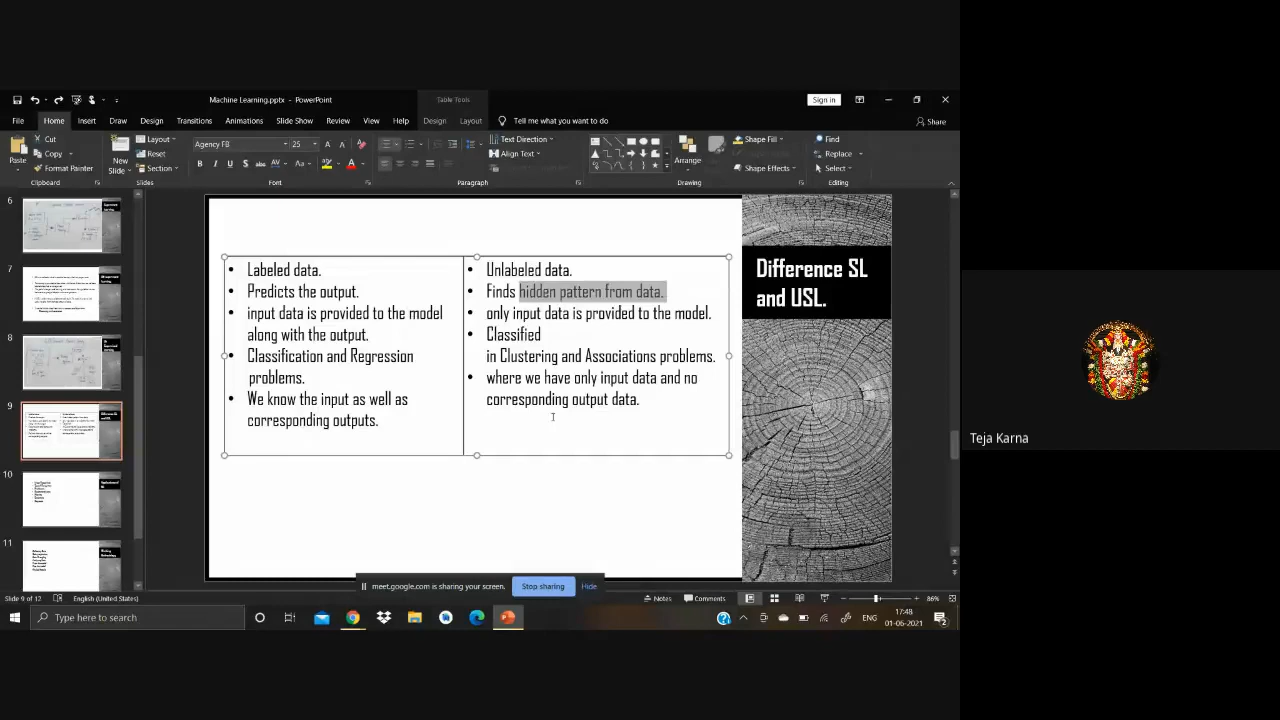 Machine Learning.pptx - PowerPoint
Table Tools
Sign in
File Home Insert Draw Design Transitions Animations Slide Show Review View Help Design Layout Tell me what you want to do
Share
Paste
Cut
Copy
Format Painter
Clipboard
New
Slide
Layout
Reset
Section
Slides
Agency FB 25
Font
Text Direction
Align Text
Paragraph
Arrange
Shape Fill
Shape Effects
Drawing
Find
Replace
Select
Editing
6
7
8
9
10
11
• Labeled data.
• Predicts the output.
• input data is provided to the model
along with the output.
• Classification and Regression
problems.
• We know the input as well as
corresponding outputs.
• Unlabeled data.
• Finds hidden pattern from data.
• only input data is provided to the model.
• Classified
in Clustering and Associations problems.
• where we have only input data and no
corresponding output data.
Difference SL
and USL.
Teja Karna
meet.google.com is sharing your screen. Stop sharing Hide
Slide 9 of 12 English (United States) Notes Comments 86%
Type here to search
ENG
17:48
01-06-2021